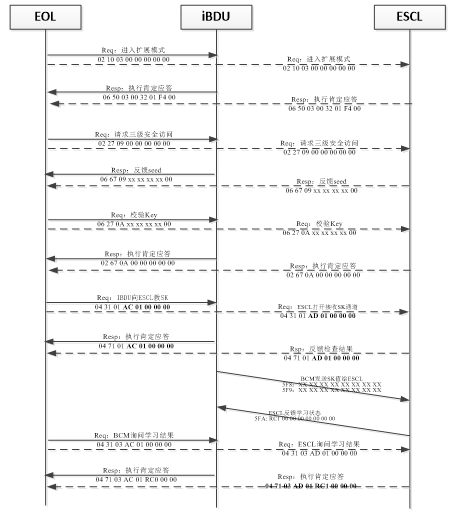 EOL
iBDU
ESCL
Req：进入扩展模式
02 10 03 00 00 00 00 00
Req：进入扩展模式
02 10 03 00 00 00 00 00
Resp：执行肯定应答
06 50 03 00 32 01 F4 00
Resp：执行肯定应答
06 50 03 00 32 01 F4 00
Req：请求三级安全访问
02 27 09 00 00 00 00 00
Req：请求三级安全访问
02 27 09 00 00 00 00 00
Resp：反馈seed
06 67 09 xx xx xx xx 00
Resp：反馈seed
06 67 09 xx xx xx xx 00
Req：校验Key
06 27 0A xx xx xx xx 00
Req：校验Key
06 27 0A xx xx xx xx 00
Resp：执行肯定应答
02 67 0A 00 00 00 00 00
Resp：执行肯定应答
02 67 0A 00 00 00 00 00
Req：IBDU向ESCL教SK
04 31 01 AC 01 00 00 00
Req：ESCL打开接收SK通道
04 31 01 AD 01 00 00 00
Resp：执行肯定应答
04 71 01 AC 01 00 00 00
Rsp：反馈检查结果
04 71 01 AD 01 00 00 00
BCM发送SK值给ESCL
5F8：XX XX XX XX XX XX XX XX
5F9：XX XX XX XX XX XX XX XX
ESCL反馈学习状态
5FA: RC1 00 00 00 00 00 00 00
Req：BCM询问学习结果
04 31 03 AC 01 00 00 00
Req：ESCL询问学习结果
04 31 03 AD 01 00 00 00
Resp：执行肯定应答
04 71 03 AC 01 RC0 00 00
Resp：执行肯定应答
04 71 03 AD 01 RC1 00 00